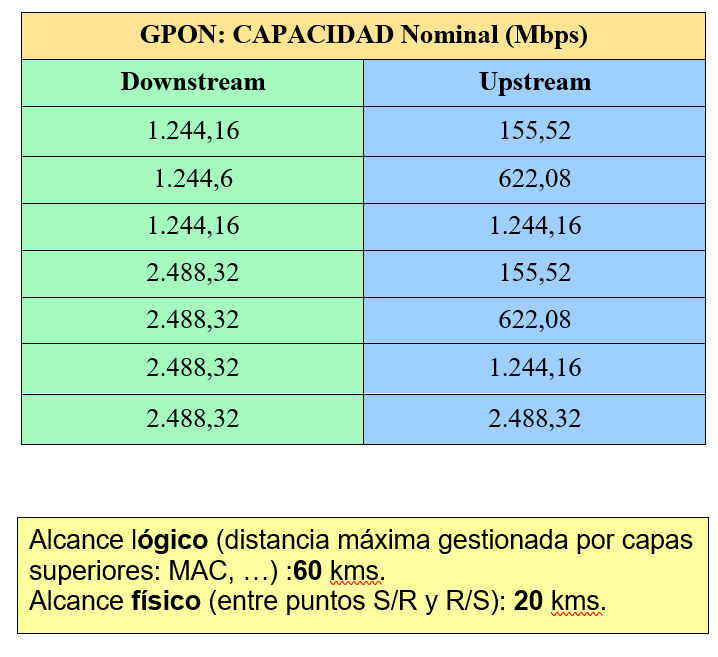 GPON: CAPACIDAD Nominal (Mbps)
Downstream Upstream
1.244,16 155,52
1.244,6 622,08
1.244,16 1.244,16
2.488,32 155,52
2.488,32 622,08
2.488,32 1.244,16
2.488,32 2.488,32
Alcance lógico (distancia máxima gestionada por capas
superiores: MAC, …) :60 kms.
Alcance físico (entre puntos S/R y R/S): 20 kms.